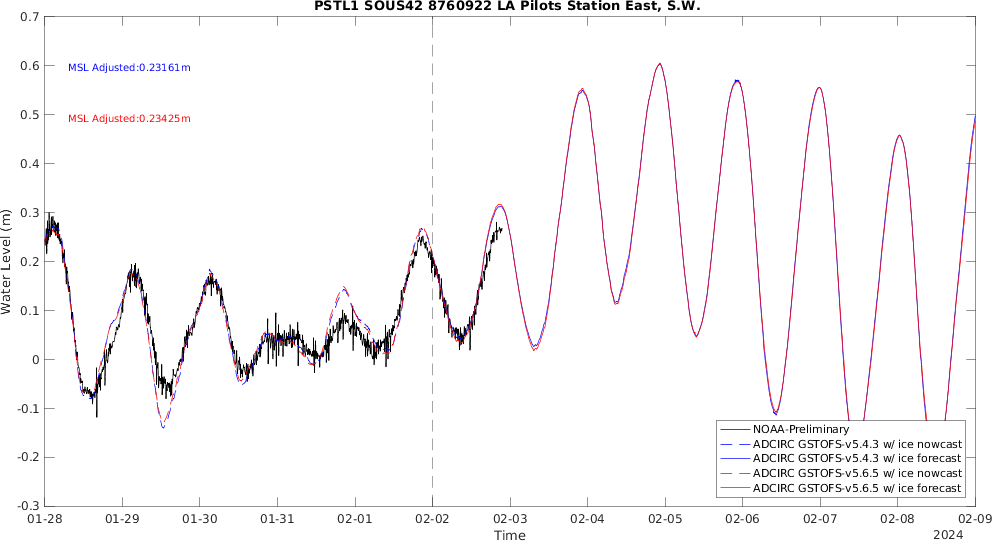 PSTL1 SOUS42 8760922 LA Pilots Station East, S.W.
0.7
0.6
0.5
0.4
0.3
0.2
0.1
0
-0.1
-0.2
-0.3
Water Level (m)
MSL Adjusted:0.23161m
MSL Adjusted:0.23425m
NOAA-Preliminary
ADCIRC GSTOFS-v5.4.3 w/ ice nowcast
ADCIRC GSTOFS-v5.4.3 w/ ice forecast
ADCIRC GSTOFS-v5.6.5 w/ ice nowcast
ADCIRC GSTOFS-v5.6.5 w/ ice forecast
01-28 01-29 01-30 01-31 02-01 02-02 02-03 02-04 02-05 02-06 02-07 02-08 02-09
Time
2024